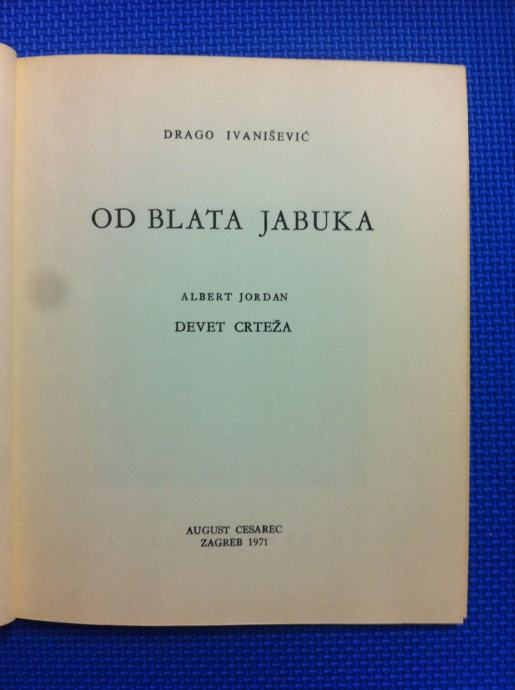 DRAGO IVANIŠEVIĆ
OD BLATA JABUKA
ALBERT JORDAN
DEVET CRTEŽA
AUGUST CESAREC
ZAGREB 1971